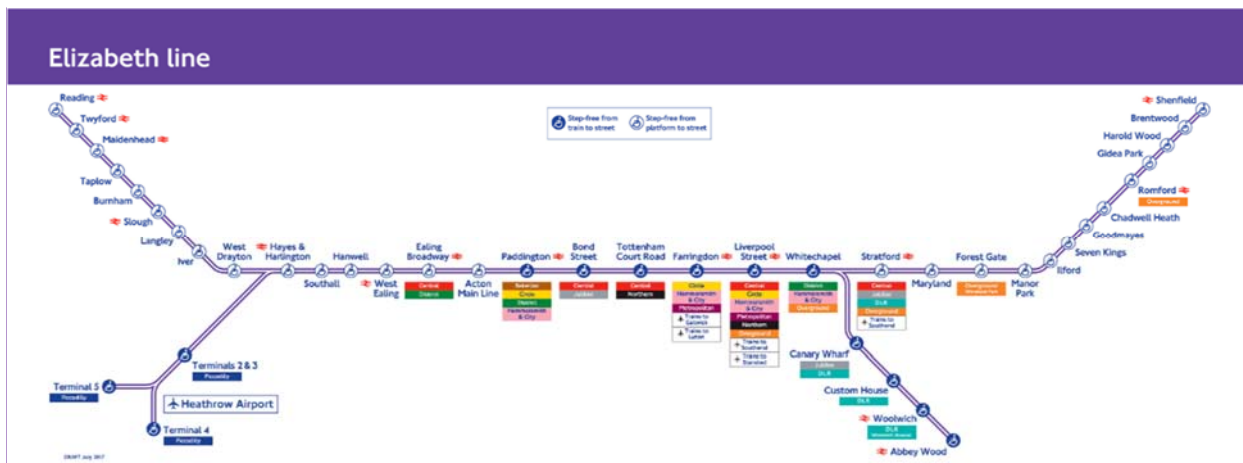 Elizabeth line
Reading
Twyford
Maidenhead
Taplow
Burnham
Slough
Langley
Iver
West
Drayton
Hayes &
Harlington
Southall
Hanwell
West
Ealing
Ealing
Broadway
Central
District
Acton
Main Line
Paddington
Bakerloo
Circle
District
Hammersmith
& City
Bond
Street
Central
Jubilee
Tottenham
Court Road
Central
Northern
Farringdon
Circle
Hammersmith
& City
Metropolitan
Trains to
Gatwick
Trains to
Luton
Liverpool
Street
Central
Circle
Hammersmith
& City
Metropolitan
Northern
Overground
Trains to
Southend
Trains to
Stansted
Whitechapel
District
Hammersmith
& City
Overground
Stratford
Central
Jubilee
DLR
Overground
Trains to
Southend
Maryland
Forest Gate
Overground
Manor
Park
Ilford
Seven Kings
Goodmayes
Chadwell Heath
Romford
Overground
Gidea Park
Harold Wood
Brentwood
Shenfield
Step-free from
train to street
Step-free from
platform to street
Terminals 2 & 3
Piccadilly
Terminal 5
Piccadilly
Heathrow Airport
Terminal 4
Piccadilly
Canary Wharf
Jubilee
DLR
Custom House
DLR
Woolwich
DLR
Abbey Wood
DRAFT July 2017